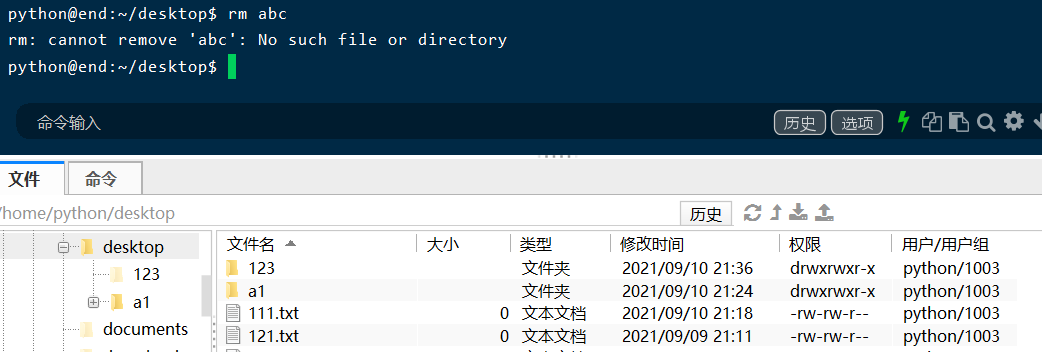 python@end:~/desktop$ rm abc
rm: cannot remove 'abc': No such file or directory
python@end:~/desktop$
命令输入 历史 选项
文件 命令
/home/python/desktop 历史
desktop
123
a1
documents
文件名 大小 类型 修改时间 权限 用户/用户组
123 文件夹 2021/09/10 21:36 drwxrwxr-x python/1003
a1 文件夹 2021/09/10 21:24 drwxrwxr-x python/1003
111.txt 0 文本文档 2021/09/10 21:18 -rw-rw-r-- python/1003
121.txt 0 文本文档 2021/09/09 21:11 -rw-rw-r-- python/1003